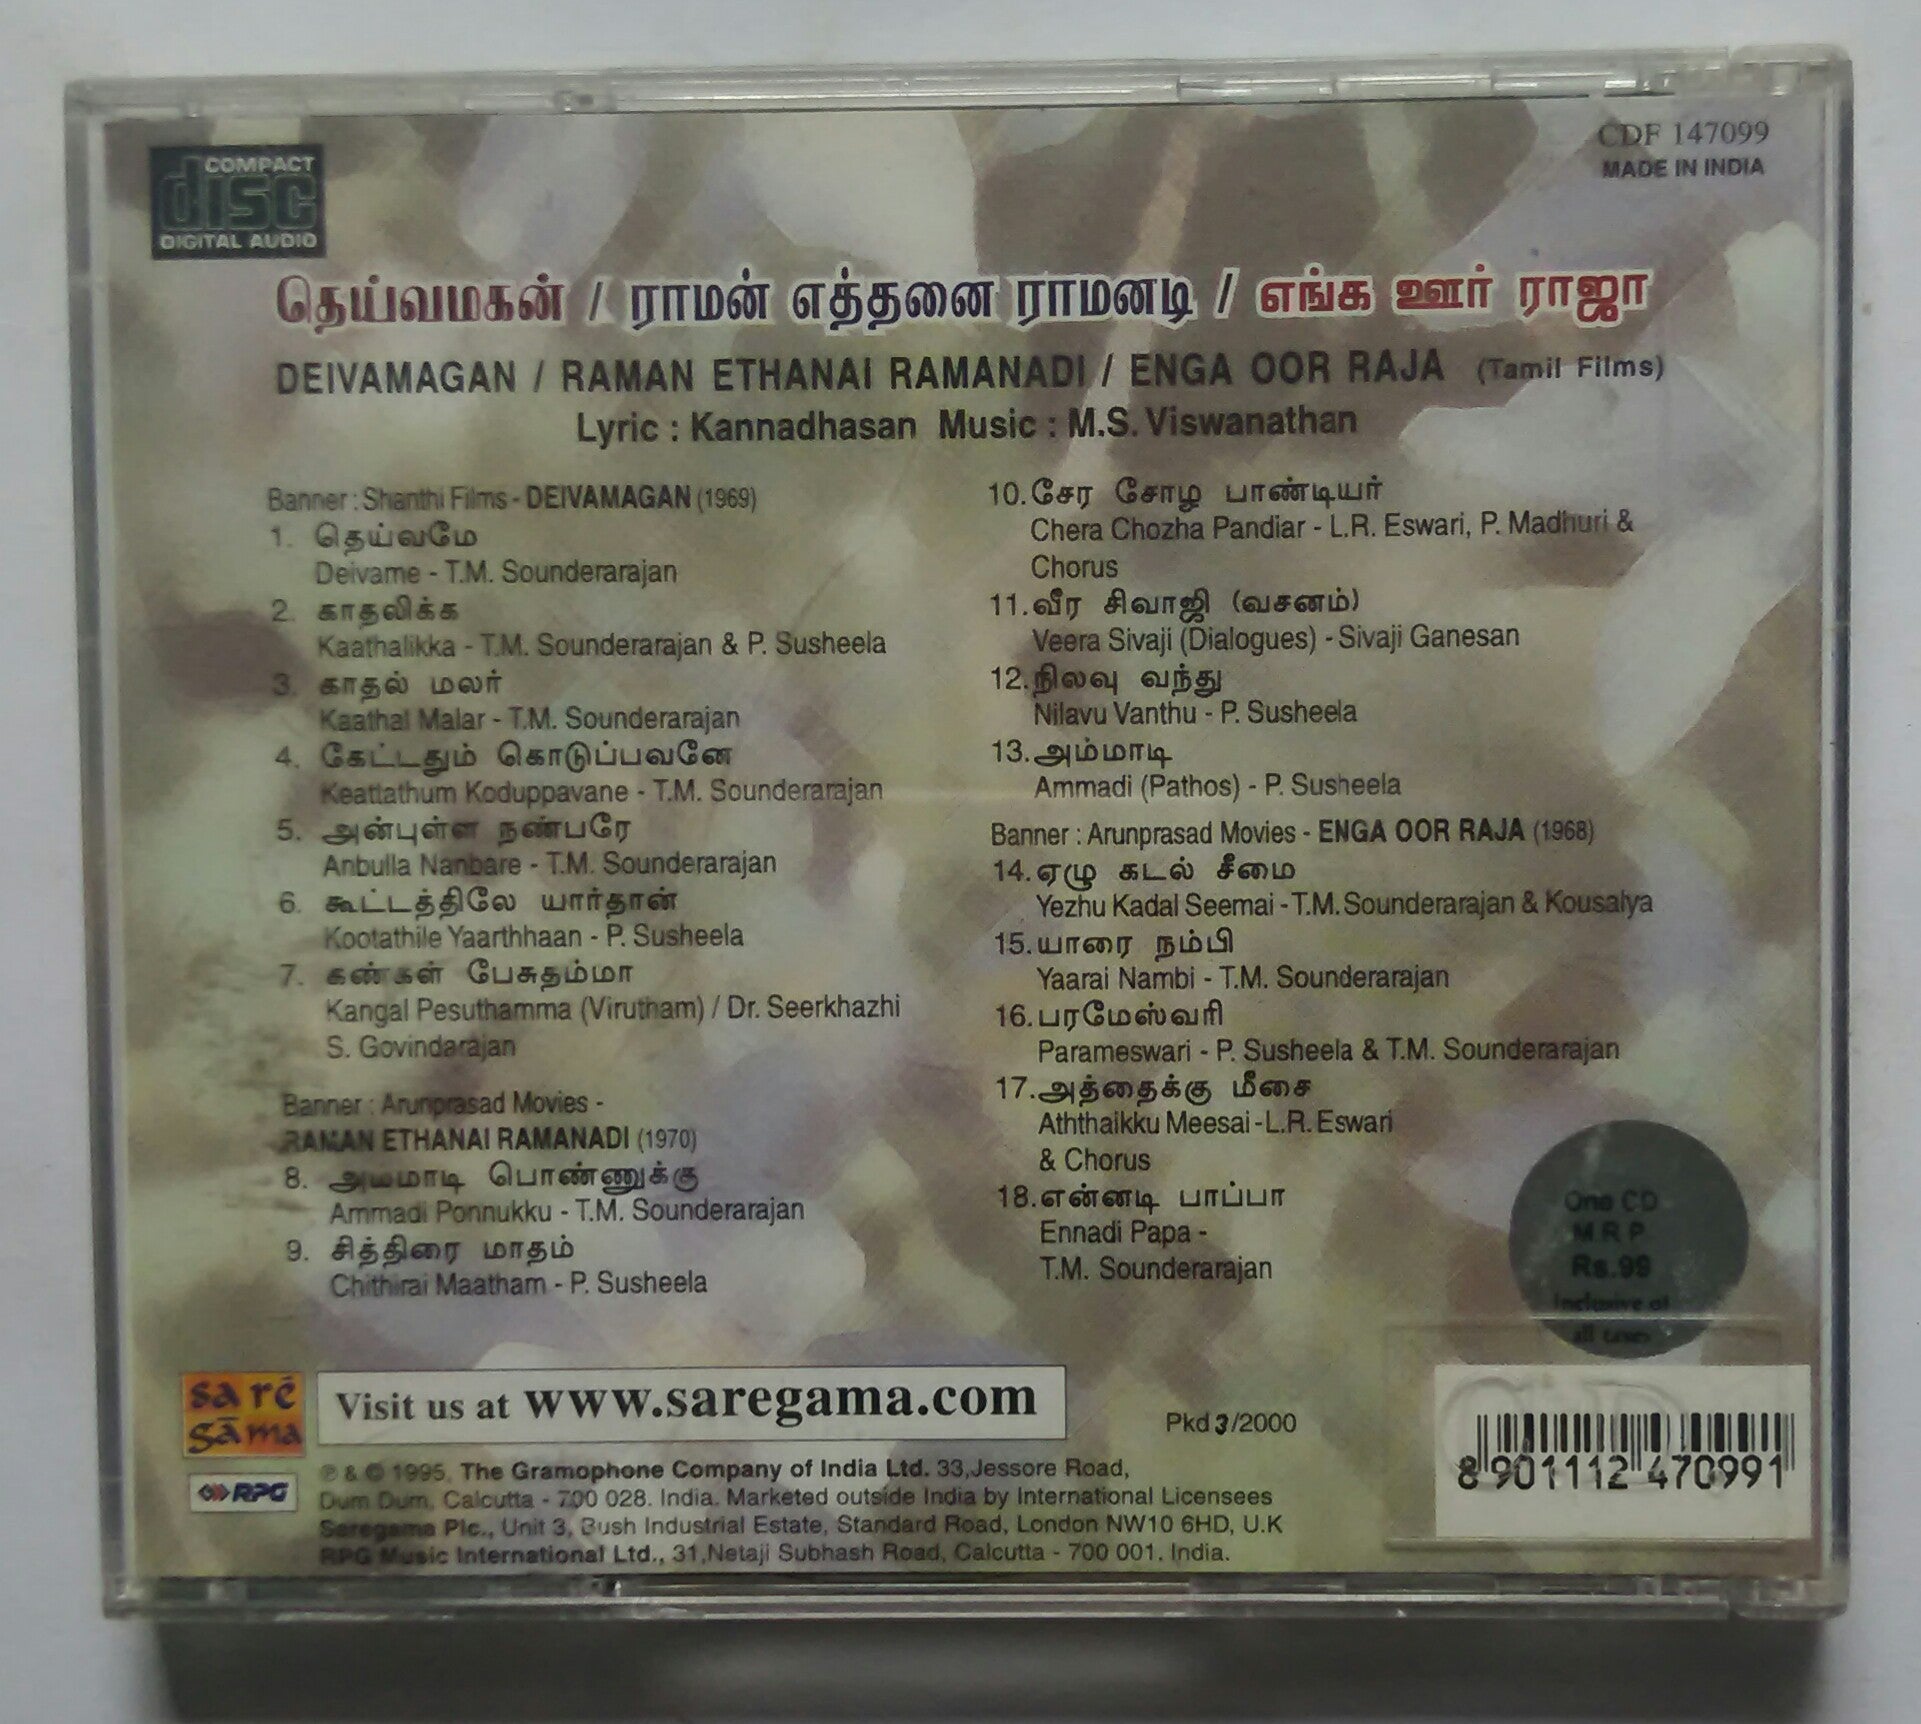 COMPACT
disc
DIGITAL AUDIO
CDF 147099
MADE IN INDIA
தெய்வமகன் / ராமன் எத்தனை ராமனடி / எங்க ஊர் ராஜா
DEIVAMAGAN / RAMAN ETHANAI RAMANADI / ENGA OOR RAJA (Tamil Films)
Lyric : Kannadhasan Music : M.S. Viswanathan
Banner : Shanthi Films - DEIVAMAGAN (1969)
1. தெய்வமே
Deivame - T.M. Sounderarajan
2. காதலிக்க
Kaathalikka - T.M. Sounderarajan & P. Susheela
3. காதல் மலர்
Kaathal Malar - T.M. Sounderarajan
4. கேட்டதும் கொடுப்பவனே
Keattathum Koduppavane - T.M. Sounderarajan
5. அன்புள்ள நண்பரே
Anbulla Nanbare - T.M. Sounderarajan
6. கூட்டத்திலே யார்தான்
Kootathile Yaarthhaan - P. Susheela
7. கண்கள் பேசுதம்மா
Kangal Pesuthamma (Virutham) / Dr. Seerkhazhi
S. Govindarajan
Banner : Arunprasad Movies -
RAMAN ETHANAI RAMANADI (1970)
8. அம்மாடி பொண்ணுக்கு
Ammadi Ponnukku - T.M. Sounderarajan
9. சித்திரை மாதம்
Chithirai Maatham - P. Susheela
10. சேர சோழ பாண்டியர்
Chera Chozha Pandiar - L.R. Eswari, P. Madhuri &
Chorus
11. வீர சிவாஜி (வசனம்)
Veera Sivaji (Dialogues) - Sivaji Ganesan
12. நிலவு வந்து
Nilavu Vanthu - P. Susheela
13. அம்மாடி
Ammadi (Pathos) - P. Susheela
Banner : Arunprasad Movies - ENGA OOR RAJA (1968)
14. ஏழு கடல் சீமை
Yezhu Kadal Seemai - T.M. Sounderarajan & Kousalya
15. யாரை நம்பி
Yaarai Nambi - T.M. Sounderarajan
16. பரமேஸ்வரி
Parameswari - P. Susheela & T.M. Sounderarajan
17. அத்தைக்கு மீசை
Aththaikku Meesai - L.R. Eswari
& Chorus
18. என்னடி பாப்பா
Ennadi Papa -
T.M. Sounderarajan
One CD
M.R.P.
Rs.99
Inclusive of
all taxes
sa rē
gāma
Visit us at www.saregama.com
Pkd 3/2000
RPG
℗ & © 1995, The Gramophone Company of India Ltd. 33,Jessore Road,
Dum Dum, Calcutta - 700 028. India. Marketed outside India by International Licensees
Saregama Plc., Unit 3, Bush Industrial Estate, Standard Road, London NW10 6HD, U.K
RPG Music International Ltd., 31,Netaji Subhash Road, Calcutta - 700 001. India.
8 901112 470991